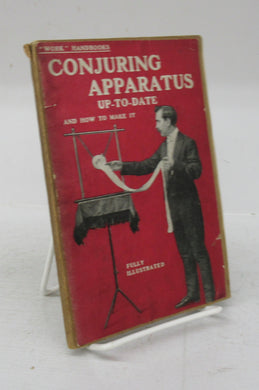 "WORK" HANDBOOKS
CONJURING
APPARATUS
UP-TO-DATE
AND HOW TO MAKE IT
FULLY
ILLUSTRATED